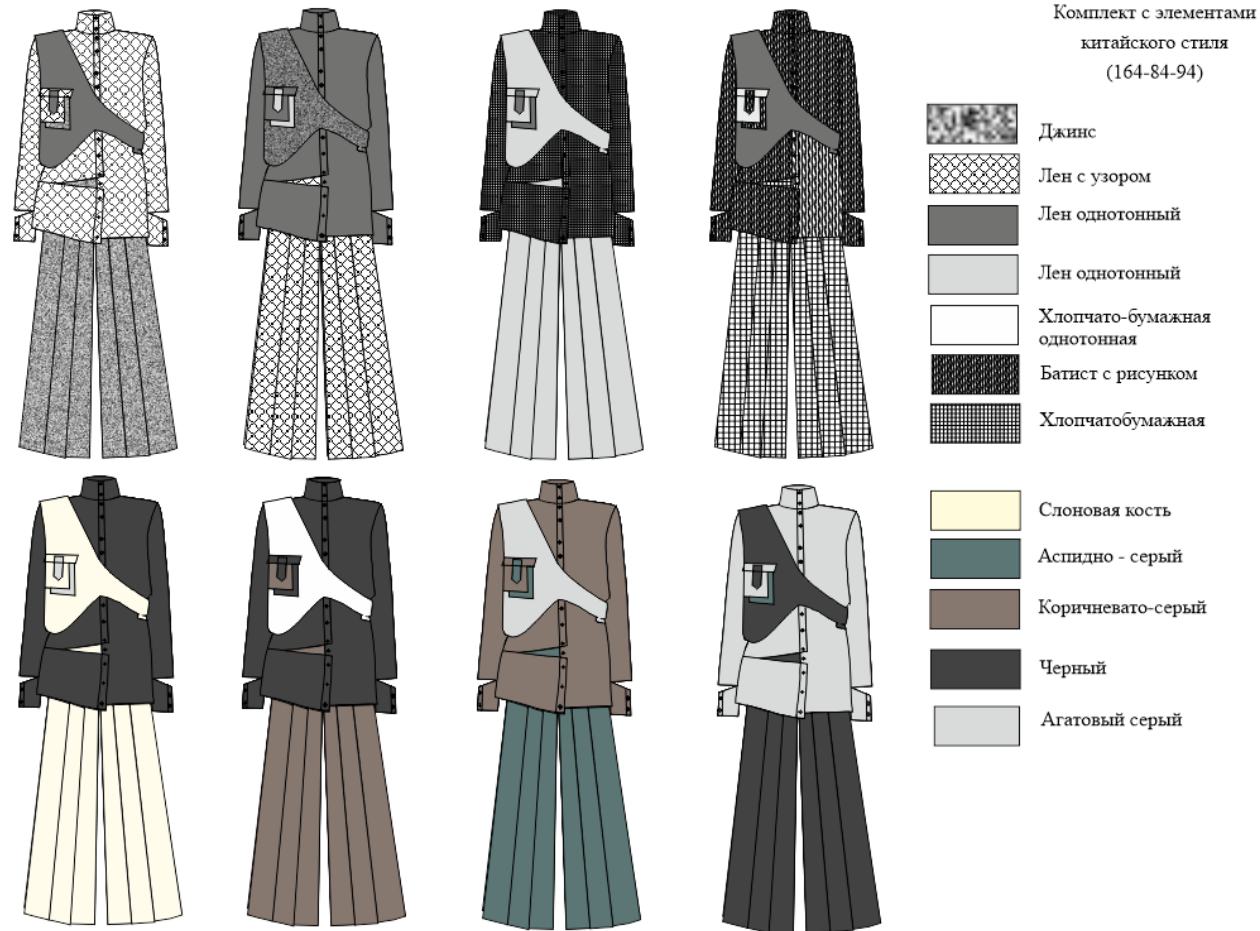 Комплект с элементами
китайского стиля
(164-84-94)
Джинс
Лен с узором
Лен однотонный
Лен однотонный
Хлопчато-бумажная
однотонная
Батист с рисунком
Хлопчатобумажная
Слоновая кость
Аспидно - серый
Коричневато-серый
Черный
Агатовый серый